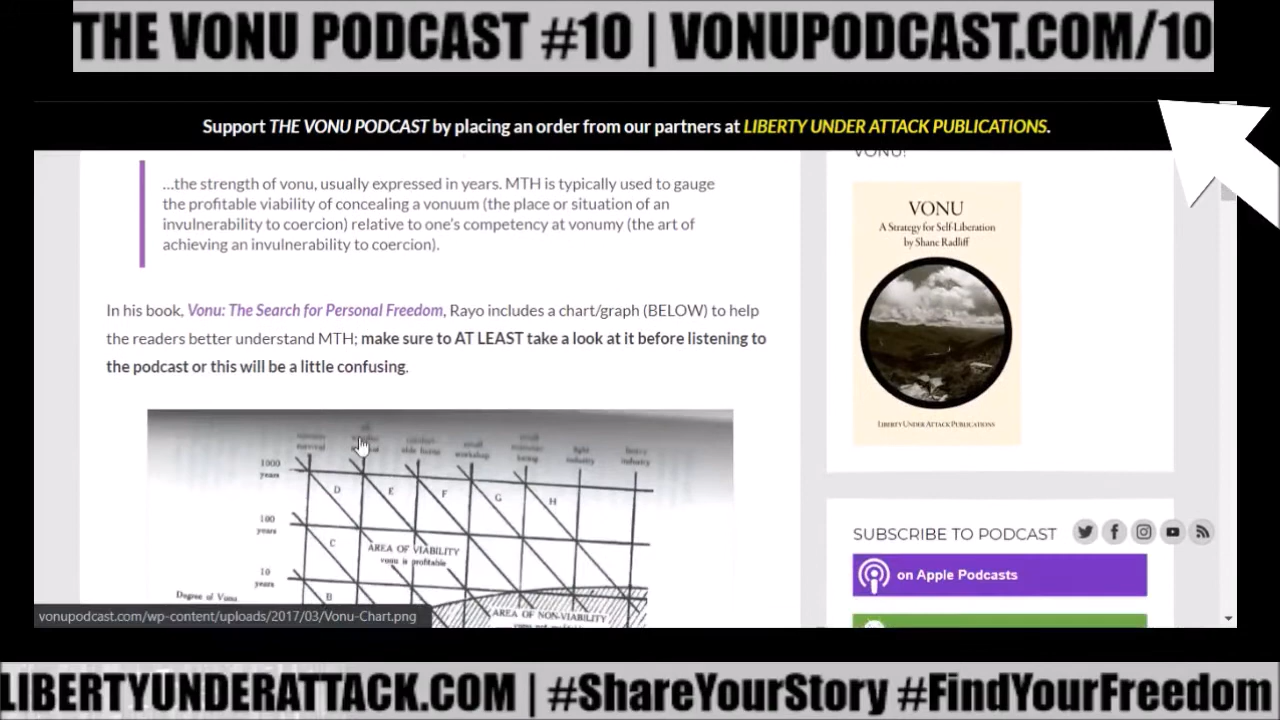 THE VONU PODCAST #10 | VONUPODCAST.COM/10
Support THE VONU PODCAST by placing an order from our partners at LIBERTY UNDER ATTACK PUBLICATIONS.
...the strength of vonu, usually expressed in years. MTH is typically used to gauge
the profitable viability of concealing a vonuum (the place or situation of an
invulnerability to coercion) relative to one's competency at vonumy (the art of
achieving an invulnerability to coercion).
In his book, Vonu: The Search for Personal Freedom, Rayo includes a chart/graph (BELOW) to help
the readers better understand MTH; make sure to AT LEAST take a look at it before listening to
the podcast or this will be a little confusing.
small
workshop
light
industry
heavy
industry
1000
years
D
E
F
G
H
100
years
C
AREA OF VIABILITY
vonu is profitable
10
years
Degree of Vonu
B
AREA OF NON-VIABILITY
vonupodcast.com/wp-content/uploads/2017/03/Vonu-Chart.png
VONU!
VONU
A Strategy for Self-Liberation
by Shane Radliff
LIBERTY UNDER ATTACK PUBLICATIONS
SUBSCRIBE TO PODCAST
on Apple Podcasts
LIBERTYUNDERATTACK.COM | #ShareYourStory #FindYourFreedom